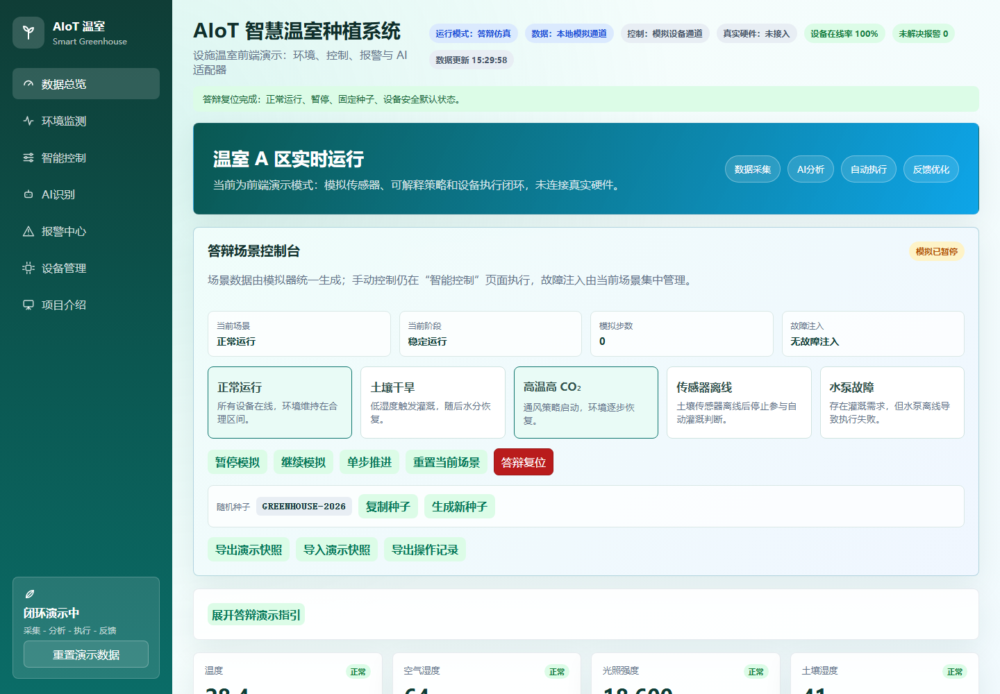 AIoT 温室
Smart Greenhouse
数据总览
环境监测
智能控制
AI识别
报警中心
设备管理
项目介绍
闭环演示中
采集 - 分析 - 执行 - 反馈
重置演示数据
AIoT 智慧温室种植系统
设施温室前端演示：环境、控制、报警与 AI
适配器
运行模式：答辩仿真
数据：本地模拟通道
控制：模拟设备通道
真实硬件：未接入
设备在线率 100%
未解决报警 0
数据更新 15:29:58
答辩复位完成：正常运行、暂停、固定种子、设备安全默认状态。
温室 A 区实时运行
当前为前端演示模式：模拟传感器、可解释策略和设备执行闭环，未连接真实硬件。
数据采集
AI分析
自动执行
反馈优化
答辩场景控制台
模拟已暂停
场景数据由模拟器统一生成；手动控制仍在“智能控制”页面执行，故障注入由当前场景集中管理。
当前场景
正常运行
当前阶段
稳定运行
模拟步数
0
故障注入
无故障注入
正常运行
所有设备在线，环境维持在合
理区间。
土壤干旱
低湿度触发灌溉，随后水分恢
复。
高温高 CO₂
通风策略启动，环境逐步恢
复。
传感器离线
土壤传感器离线后停止参与自
动灌溉判断。
水泵故障
存在灌溉需求，但水泵离线导
致执行失败。
暂停模拟
继续模拟
单步推进
重置当前场景
答辩复位
随机种子
GREENHOUSE-2026
复制种子
生成新种子
导出演示快照
导入演示快照
导出操作记录
展开答辩演示指引
温度
正常
28.4
空气湿度
正常
64
光照强度
正常
18,600
土壤湿度
正常
41